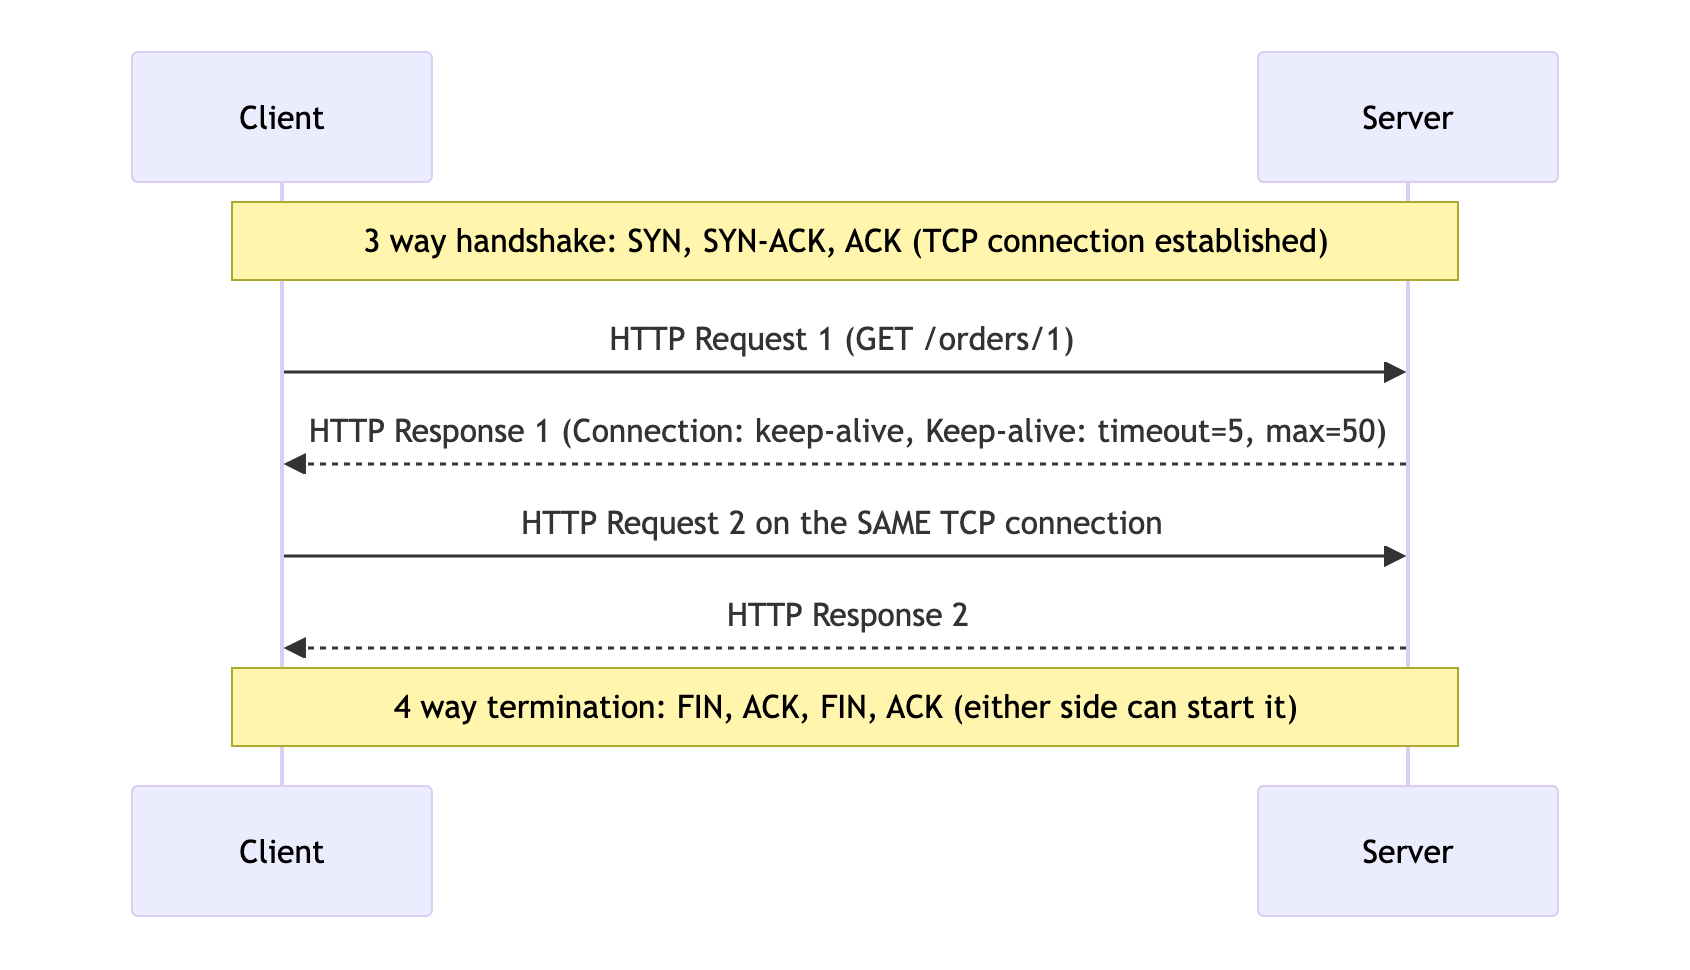 Client
Server
3 way handshake: SYN, SYN-ACK, ACK (TCP connection established)
HTTP Request 1 (GET /orders/1)
HTTP Response 1 (Connection: keep-alive, Keep-alive: timeout=5, max=50)
HTTP Request 2 on the SAME TCP connection
HTTP Response 2
4 way termination: FIN, ACK, FIN, ACK (either side can start it)
Client
Server